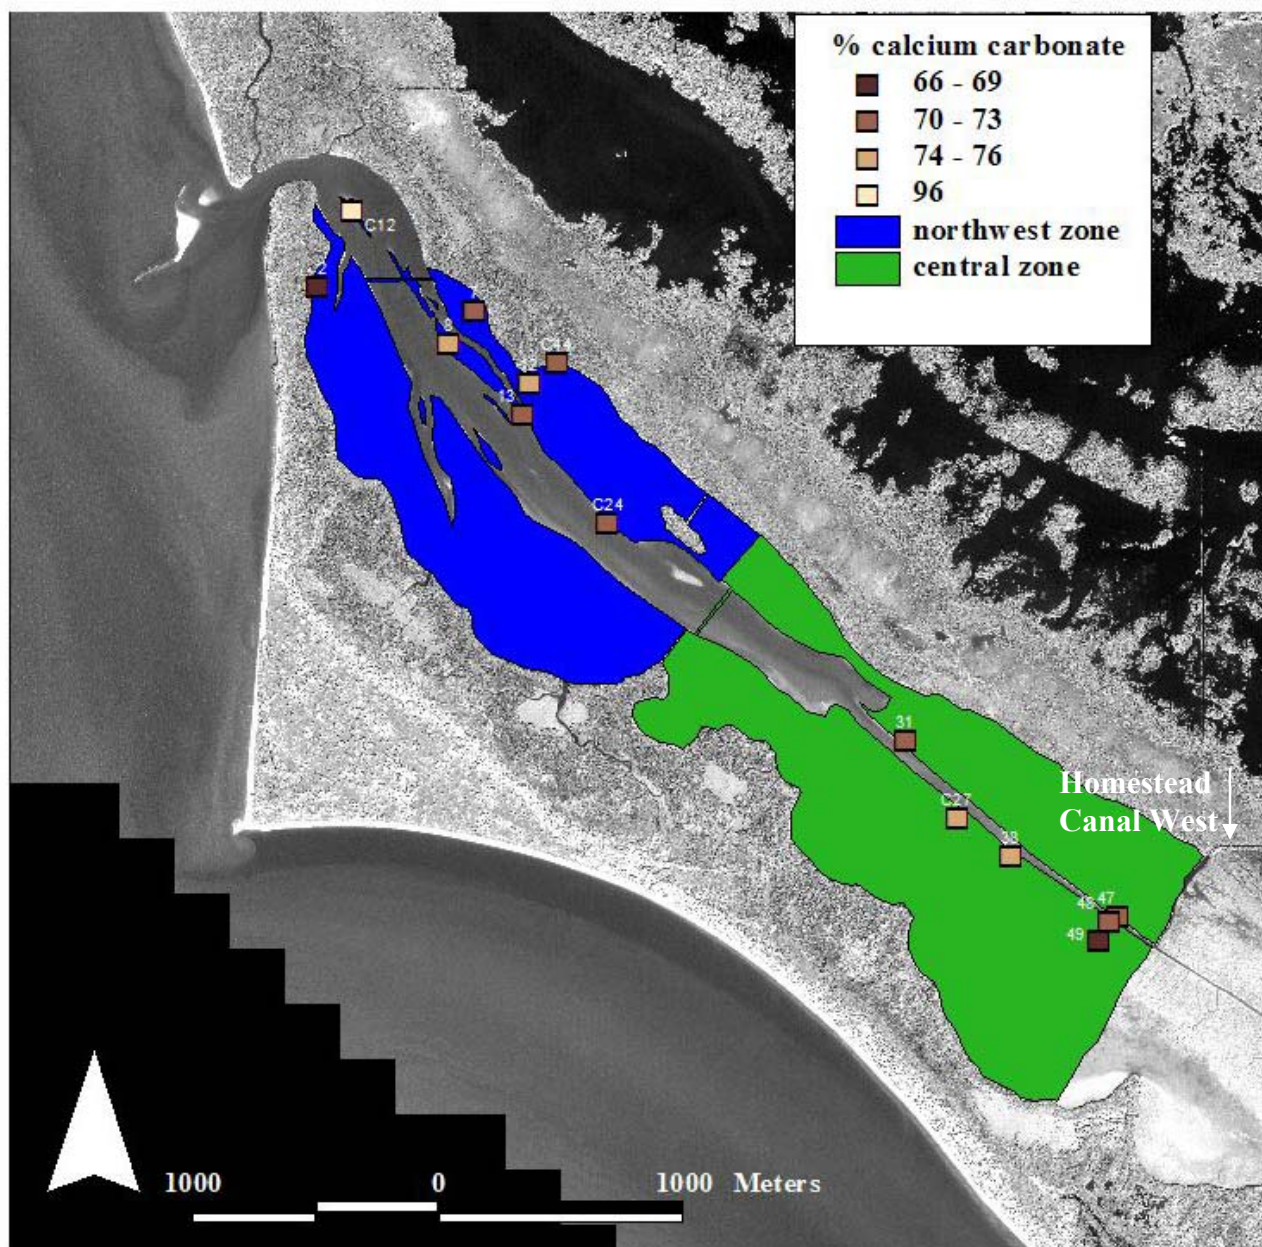 % calcium carbonate
66 - 69
70 - 73
74 - 76
96
northwest zone
central zone
C12
13
C24
31
C27
38
47
48
49
Homestead
Canal West
1000
0
1000 Meters